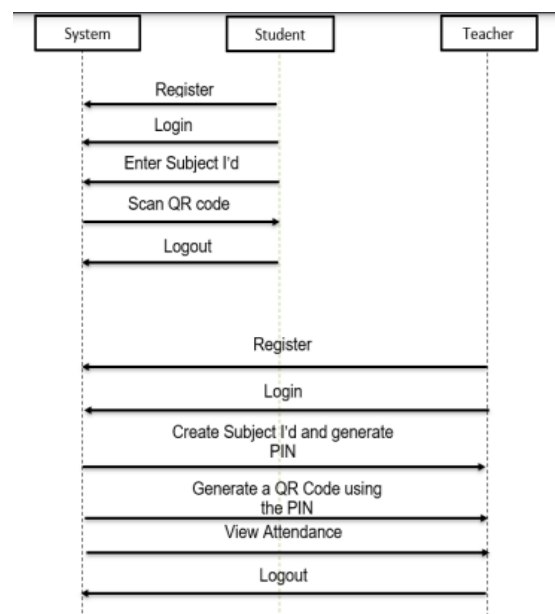 System Student Teacher
Register
Login
Enter Subject I'd
Scan QR code
Logout
Register
Login
Create Subject I'd and generate
PIN
Generate a QR Code using
the PIN
View Attendance
Logout